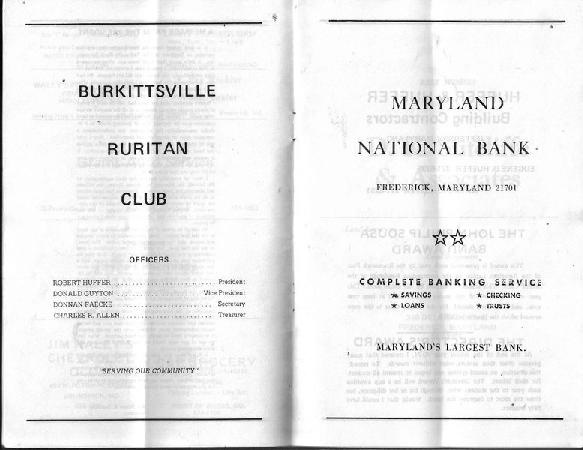 BURKITTSVILLE
RURITAN
CLUB
OFFICERS
ROBERT HUFFER President
DONALD GUYTON Vice President
DONNAN Secretary
CHARLES R. ALLEN Treasurer
"SERVING OUR COMMUNITY"
MARYLAND
NATIONAL BANK
FREDERICK, MARYLAND 21701
COMPLETE BANKING SERVICE
SAVINGS CHECKING
LOANS TRUSTS
MARYLAND'S LARGEST BANK.